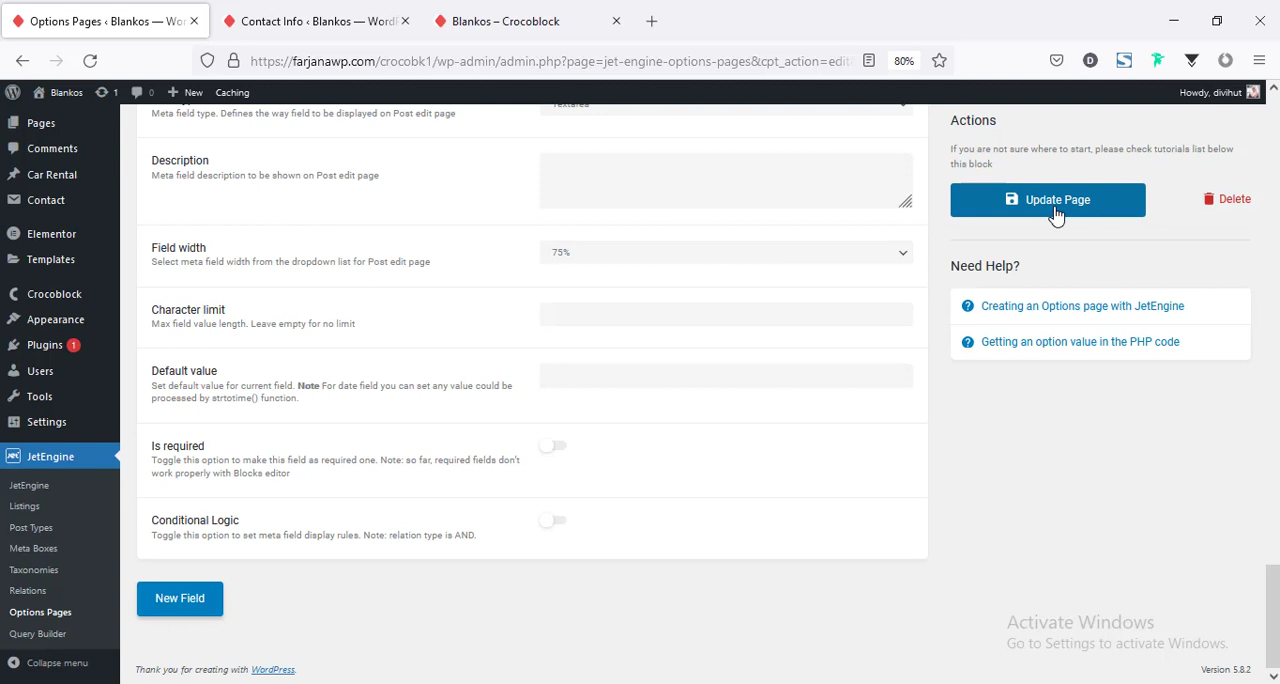 Options Pages ‹ Blankos — Wor
Contact Info ‹ Blankos — WordI
Blankos – Crocoblock
https://farjanawp.com/crocobk1/wp-admin/admin.php?page=jet-engine-options-pages&cpt_action=edit
80%
Blankos
1
0
New
Caching
Howdy, divihut
Pages
Comments
Car Rental
Contact
Elementor
Templates
Crocoblock
Appearance
Plugins 1
Users
Tools
Settings
JetEngine
JetEngine
Listings
Post Types
Meta Boxes
Taxonomies
Relations
Options Pages
Query Builder
Collapse menu
Textarea
Meta field type. Defines the way field to be displayed on Post edit page
Description
Meta field description to be shown on Post edit page
Field width
Select meta field width from the dropdown list for Post edit page
75%
Character limit
Max field value length. Leave empty for no limit
Default value
Set default value for current field. Note For date field you can set any value could be
processed by strtotime() function.
Is required
Toggle this option to make this field as required one. Note: so far, required fields don't
work properly with Blocks editor
Conditional Logic
Toggle this option to set meta field display rules. Note: relation type is AND.
New Field
Thank you for creating with WordPress.
Actions
If you are not sure where to start, please check tutorials list below
this block
Update Page
Delete
Need Help?
Creating an Options page with JetEngine
Getting an option value in the PHP code
Activate Windows
Go to Settings to activate Windows.
Version 5.8.2